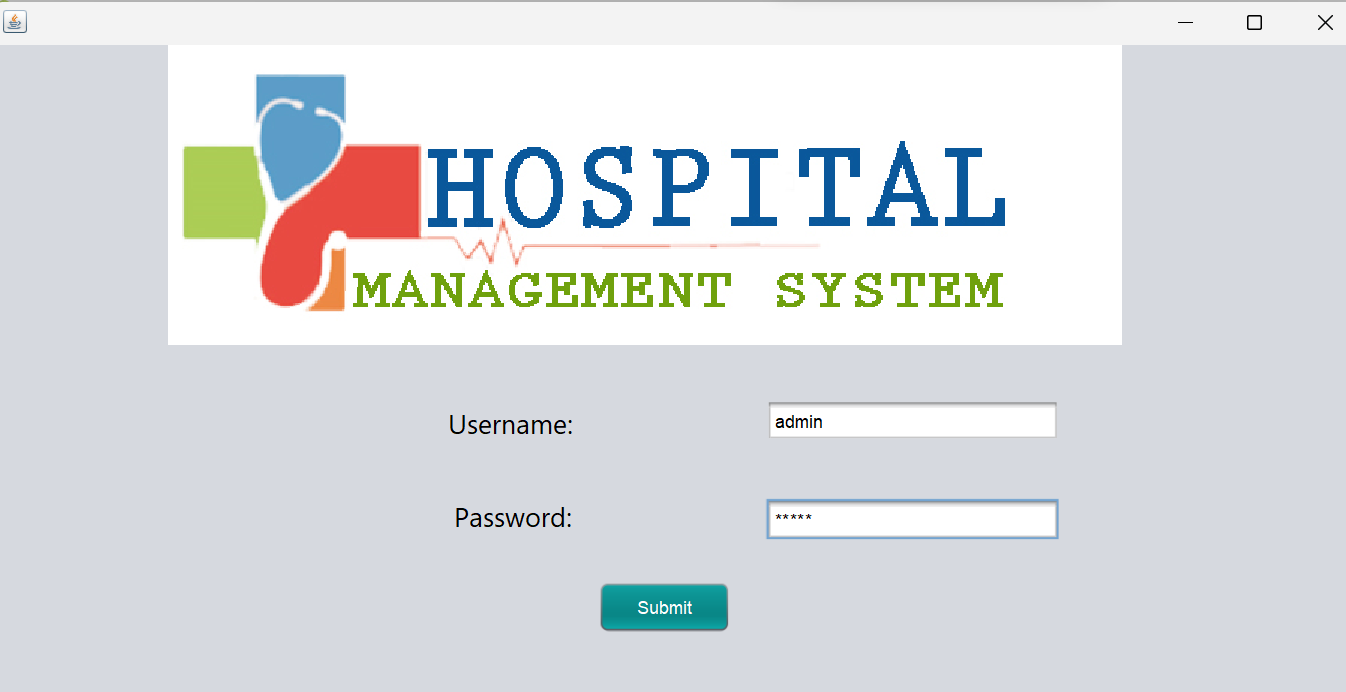 HOSPITAL
MANAGEMENT SYSTEM
Username: admin
Password: *****
Submit